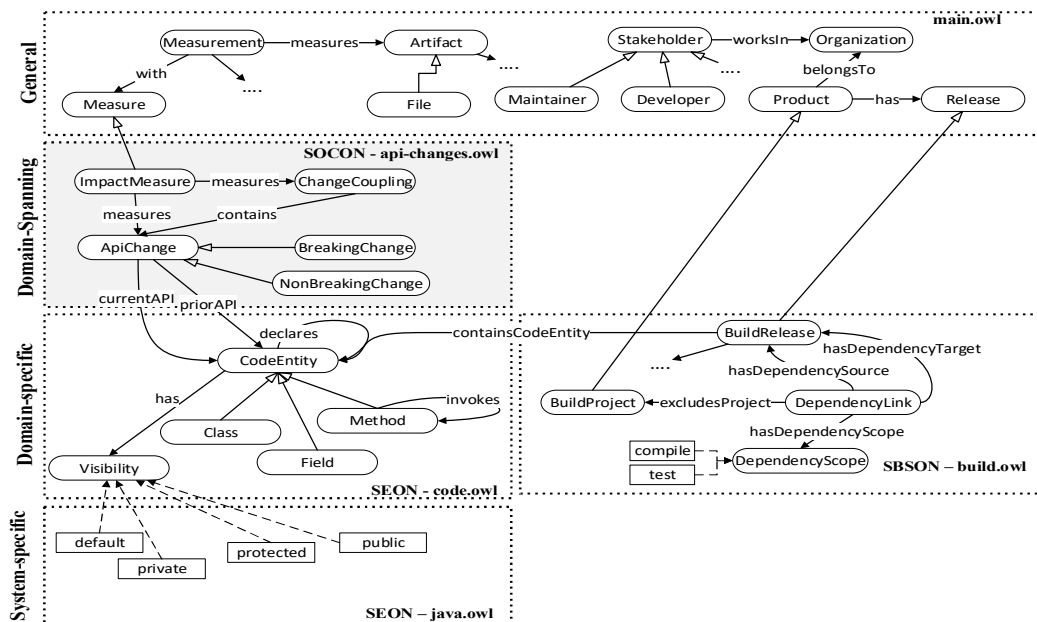 General
main.owl
Measurement
measures
Artifact
Stakeholder
worksIn
Organization
with
....
....
....
belongsTo
Measure
File
Maintainer
Developer
Product
has
Release
Domain-Spanning
SOCON - api-changes.owl
ImpactMeasure
measures
ChangeCoupling
measures
contains
ApiChange
BreakingChange
NonBreakingChange
currentAPI
priorAPI
Domain-specific
declares
containsCodeEntity
BuildRelease
CodeEntity
hasDependencyTarget
....
hasDependencySource
has
invokes
BuildProject
excludesProject
DependencyLink
Class
Method
hasDependencyScope
Field
compile
Visibility
DependencyScope
test
SBSON – build.owl
SEON - code.owl
System-specific
default
private
protected
public
SEON – java.owl